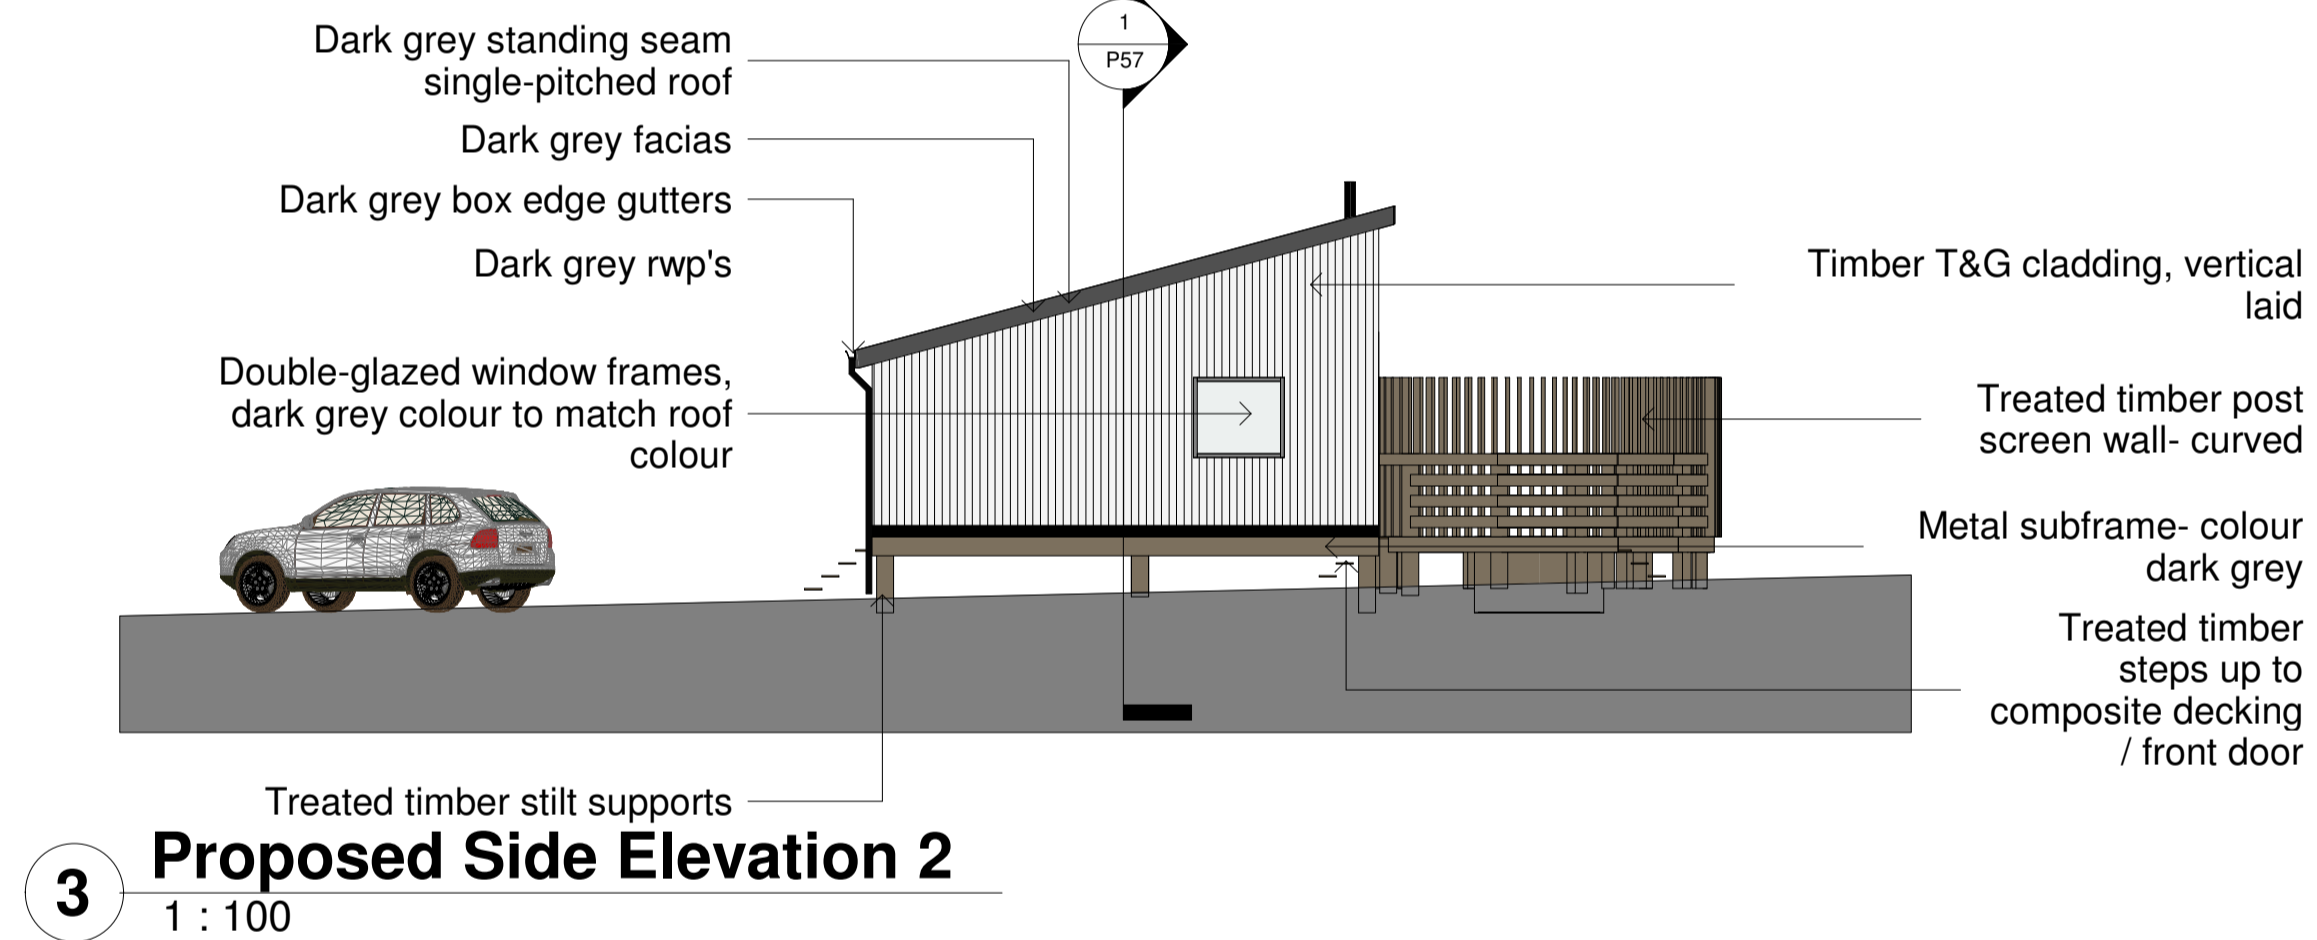 1
P57
Dark grey standing seam
single-pitched roof
Dark grey facias
Dark grey box edge gutters
Dark grey rwp's
Double-glazed window frames,
dark grey colour to match roof
colour
Timber T&G cladding, vertical
laid
Treated timber post
screen wall- curved
Metal subframe- colour
dark grey
Treated timber
steps up to
composite decking
/ front door
Treated timber stilt supports
3
Proposed Side Elevation 2
1 : 100